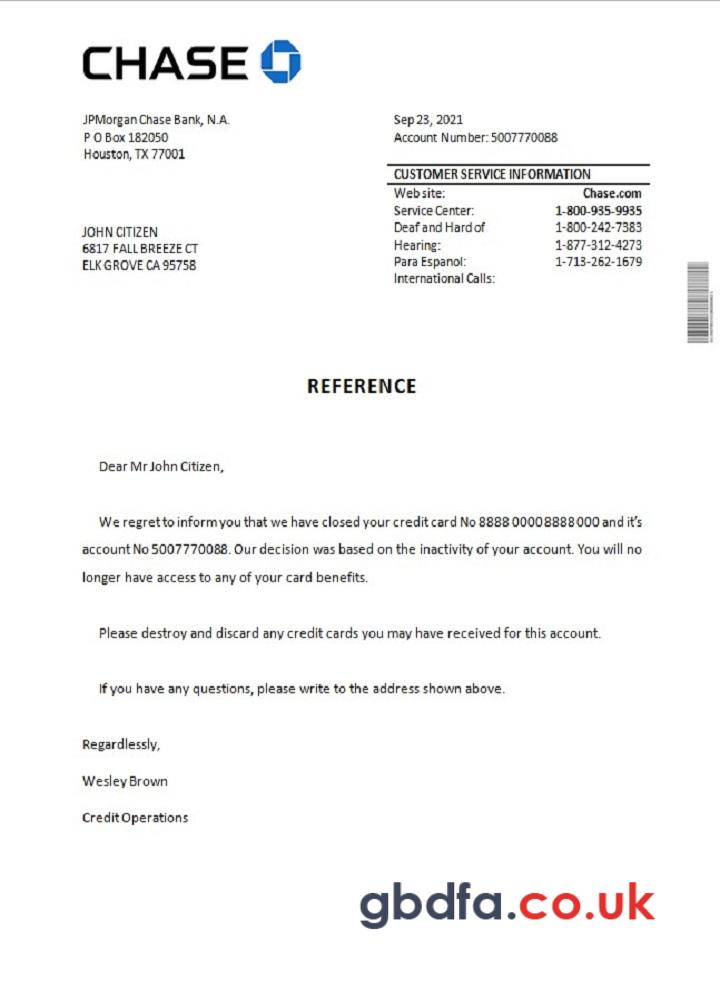 CHASE
JPMorgan Chase Bank, N.A.
P O Box 182050
Houston, TX 77001
Sep 23, 2021
Account Number: 5007770088
CUSTOMER SERVICE INFORMATION
Web site: Chase.com
Service Center: 1-800-935-9935
Deaf and Hard of 1-800-242-7383
Hearing: 1-877-312-4273
Para Espanol: 1-713-262-1679
International Calls:
JOHN CITIZEN
6817 FALL BREEZE CT
ELK GROVE CA 95758
REFERENCE
Dear Mr John Citizen,
We regret to inform you that we have closed your credit card No 8888 0000 8888 000 and it's
account No 5007770088. Our decision was based on the inactivity of your account. You will no
longer have access to any of your card benefits.
Please destroy and discard any credit cards you may have received for this account.
If you have any questions, please write to the address shown above.
Regardlessly,
Wesley Brown
Credit Operations
gbdfa.co.uk